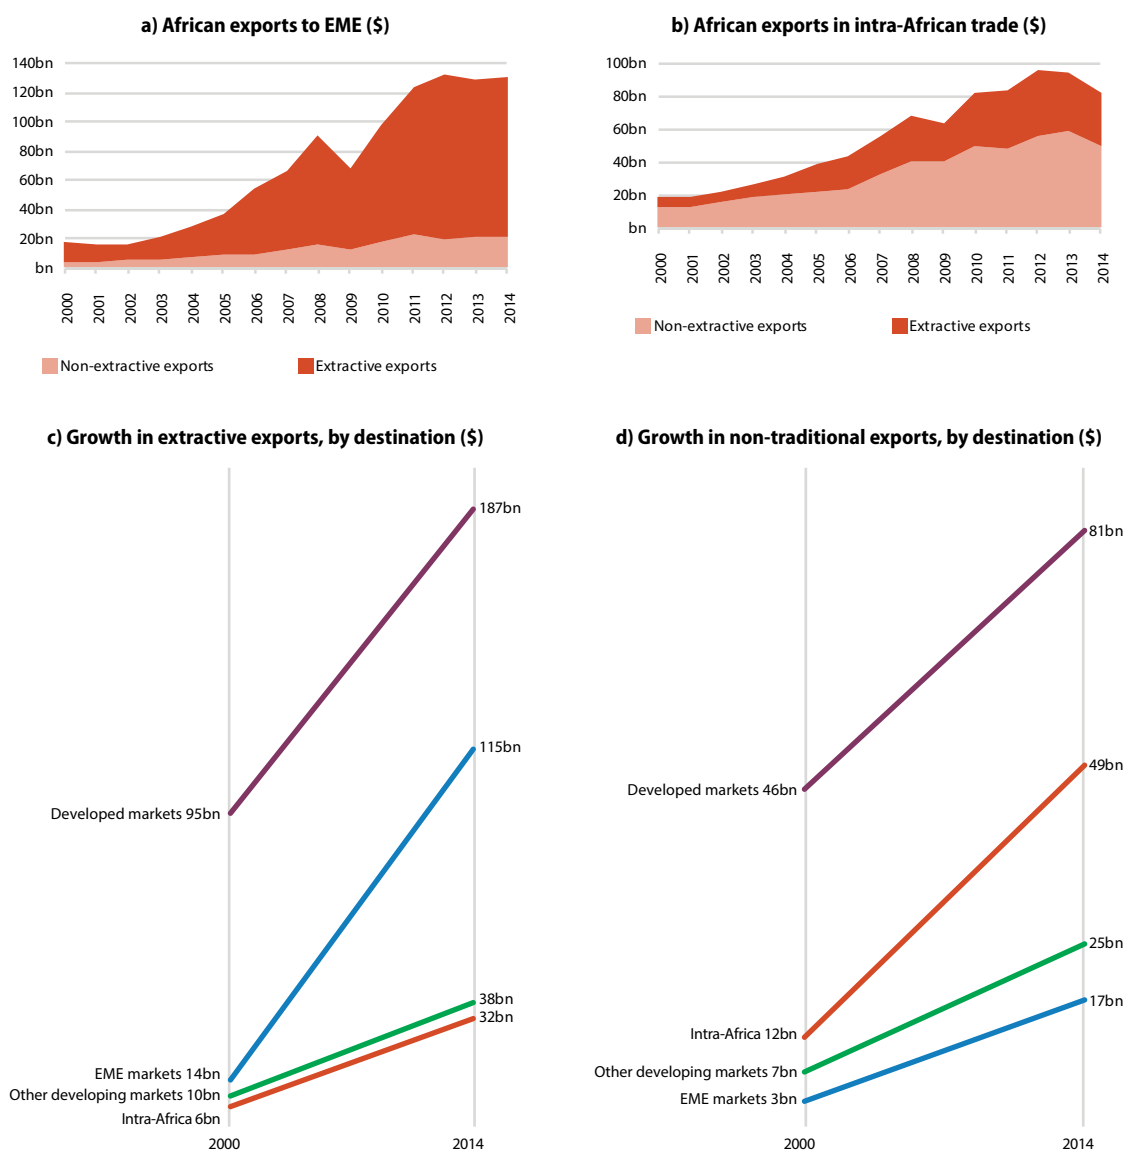 a) African exports to EME ($)
140bn
120bn
100bn
80bn
60bn
40bn
20bn
bn
2000
2001
2002
2003
2004
2005
2006
2007
2008
2009
2010
2011
2012
2013
2014
Non-extractive exports
Extractive exports
b) African exports in intra-African trade ($)
100bn
80bn
60bn
40bn
20bn
bn
2000
2001
2002
2003
2004
2005
2006
2007
2008
2009
2010
2011
2012
2013
2014
Non-extractive exports
Extractive exports
c) Growth in extractive exports, by destination ($)
187bn
115bn
Developed markets 95bn
38bn
32bn
EME markets 14bn
Other developing markets 10bn
Intra-Africa 6bn
2000
2014
d) Growth in non-traditional exports, by destination ($)
81bn
49bn
Developed markets 46bn
25bn
17bn
Intra-Africa 12bn
Other developing markets 7bn
EME markets 3bn
2000
2014